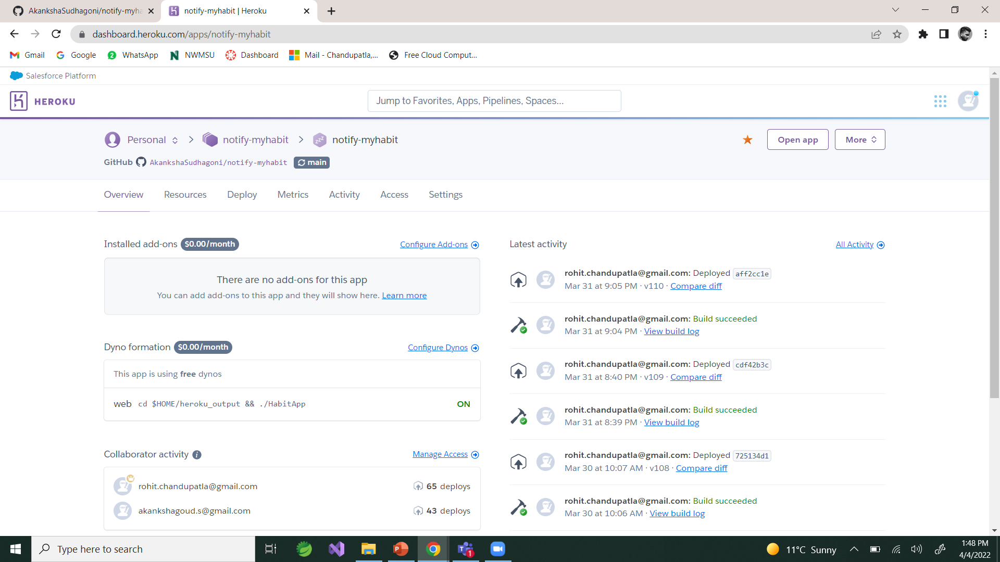 AkankshaSudhagoni/notify-myha
notify-myhabit | Heroku
dashboard.heroku.com/apps/notify-myhabit
Gmail
Google
WhatsApp
NWMSU
Dashboard
Mail - Chandupatla,...
Free Cloud Comput...
Salesforce Platform
HEROKU
Jump to Favorites, Apps, Pipelines, Spaces...
Personal
notify-myhabit
notify-myhabit
Open app
More
GitHub
AkankshaSudhagoni/notify-myhabit
main
Overview
Resources
Deploy
Metrics
Activity
Access
Settings
Installed add-ons $0.00/month
Configure Add-ons
There are no add-ons for this app
You can add add-ons to this app and they will show here. Learn more
Dyno formation $0.00/month
Configure Dynos
This app is using free dynos
web cd $HOME/heroku_output && ./HabitApp
ON
Collaborator activity
Manage Access
rohit.chandupatla@gmail.com
65 deploys
akankshagoud.s@gmail.com
43 deploys
Latest activity
All Activity
rohit.chandupatla@gmail.com: Deployed aff2cc1e
Mar 31 at 9:05 PM · v110 · Compare diff
rohit.chandupatla@gmail.com: Build succeeded
Mar 31 at 9:04 PM · View build log
rohit.chandupatla@gmail.com: Deployed cdf42b3c
Mar 31 at 8:40 PM · v109 · Compare diff
rohit.chandupatla@gmail.com: Build succeeded
Mar 31 at 8:39 PM · View build log
rohit.chandupatla@gmail.com: Deployed 725134d1
Mar 30 at 10:07 AM · v108 · Compare diff
rohit.chandupatla@gmail.com: Build succeeded
Mar 30 at 10:06 AM · View build log
Type here to search
11°C Sunny
1:48 PM
4/4/2022